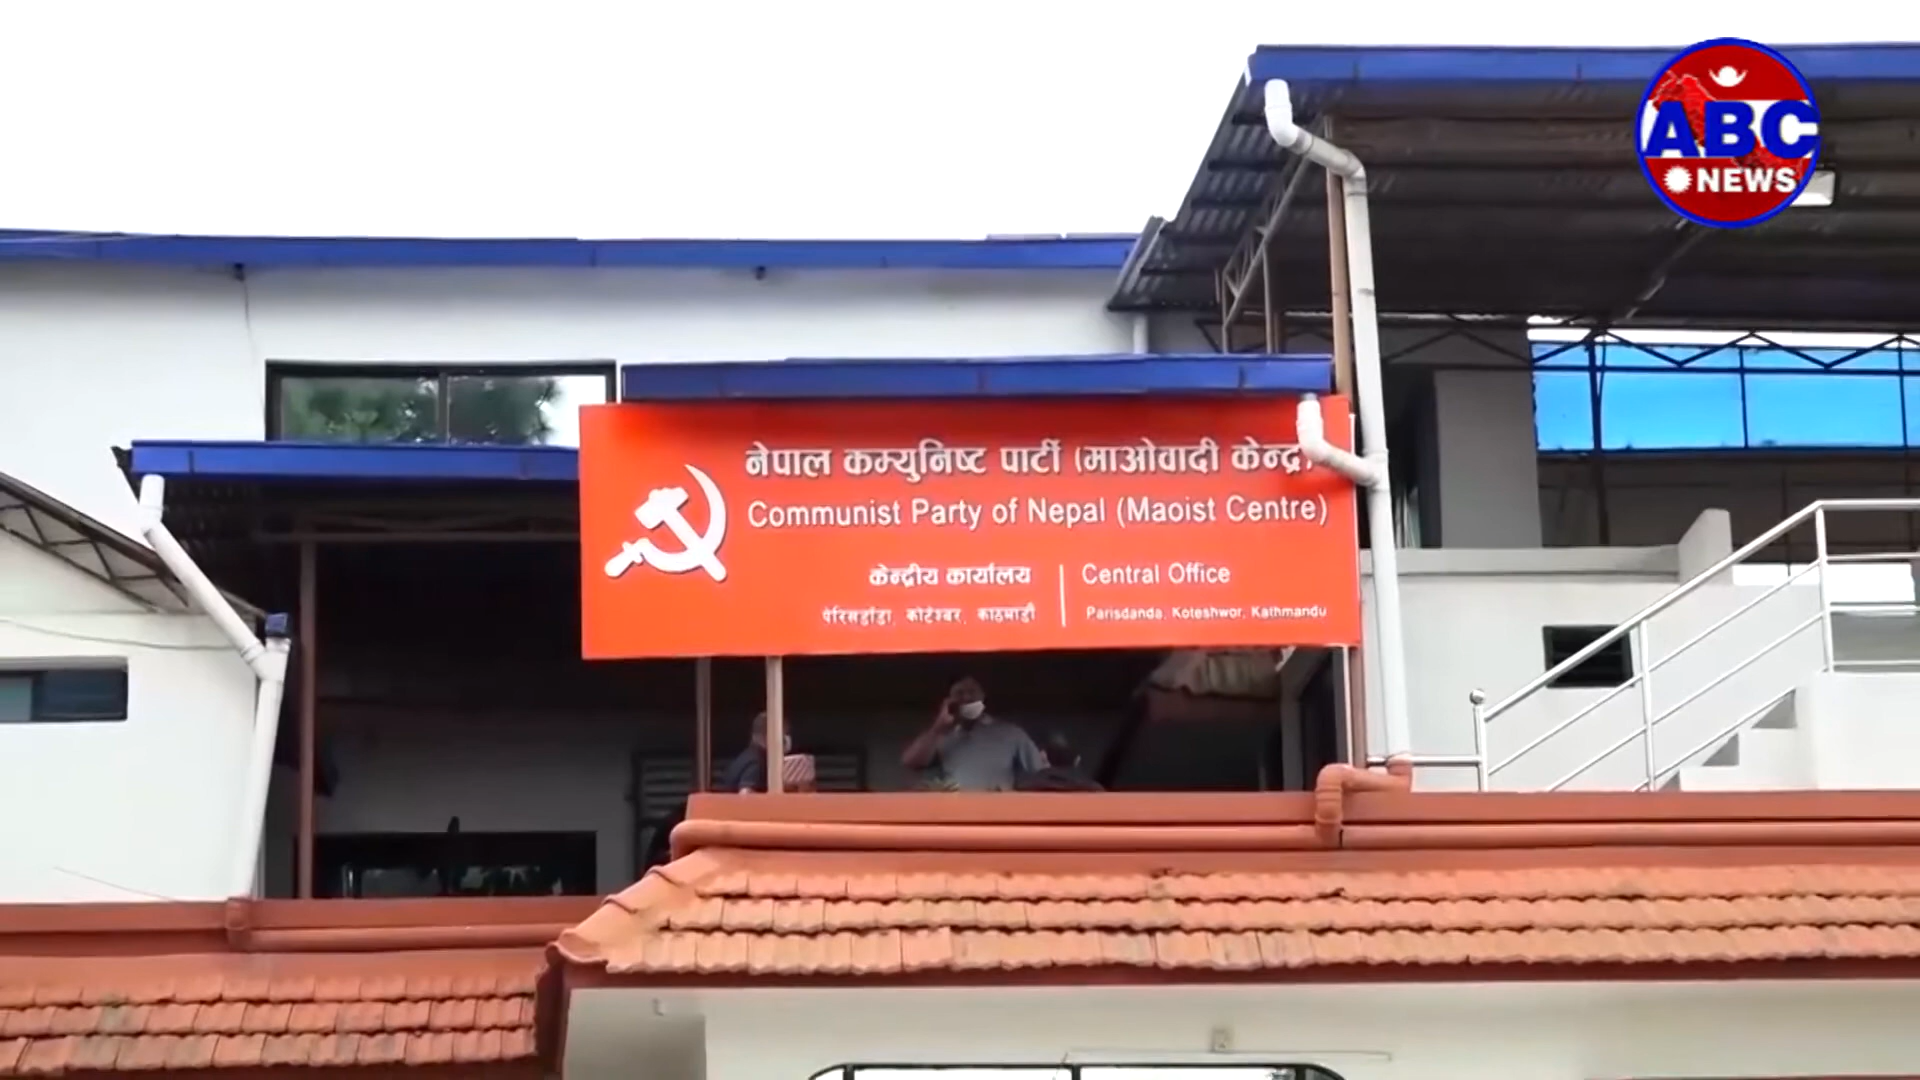 ABC
NEWS
नेपाल कम्युनिष्ट पार्टी (माओवादी केन्द्र)
Communist Party of Nepal (Maoist Centre)
केन्द्रीय कार्यालय
Central Office
पेरिसडाँडा, कोटेश्वर, काठमाडौं
Parisdanda, Koteshwor, Kathmandu